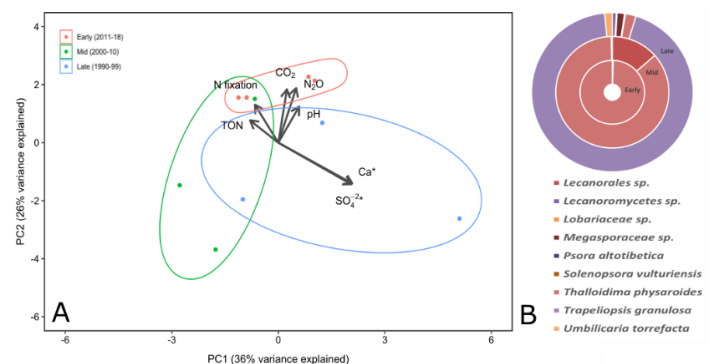 4
2
0
-2
-4
-6
-6
-3
0
3
6
PC2 (26% variance explained)
PC1 (36% variance explained)
Early (2011-18)
Mid (2000-10)
Late (1990-99)
CO₂
N₂O
N fixation
pH
TON
Ca*
SO₄⁻²*
A
Late
Mid
Early
B
Lecanorales sp.
Lecanoromycetes sp.
Lobariaceae sp.
Megasporaceae sp.
Psora altotibetica
Solenopsora vulturiensis
Thalloidima physaroides
Trapeliopsis granulosa
Umbilicaria torrefacta